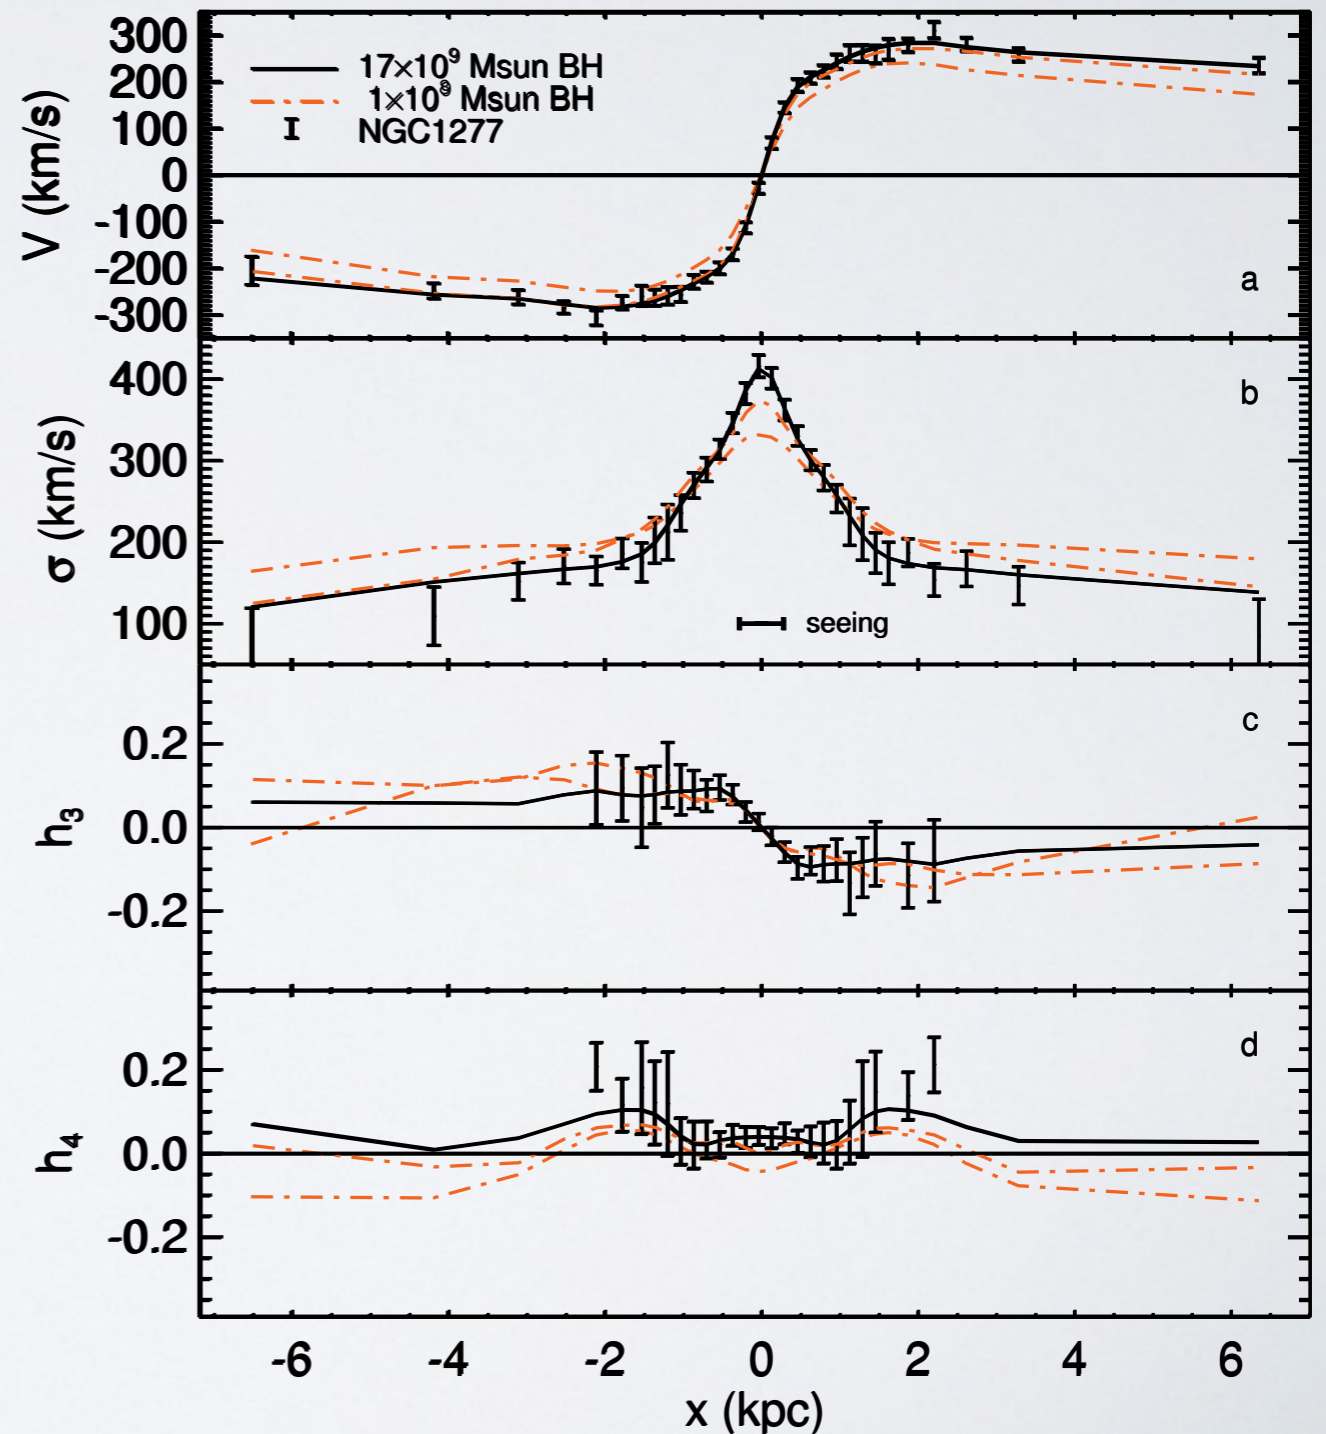 300
200
100
0
-100
-200
-300
V (km/s)
17×10⁹ Msun BH
1×10⁹ Msun BH
NGC1277
a
400
300
200
100
σ (km/s)
b
seeing
0.2
0.0
-0.2
h₃
c
0.2
0.0
-0.2
h₄
d
-6 -4 -2 0 2 4 6
x (kpc)